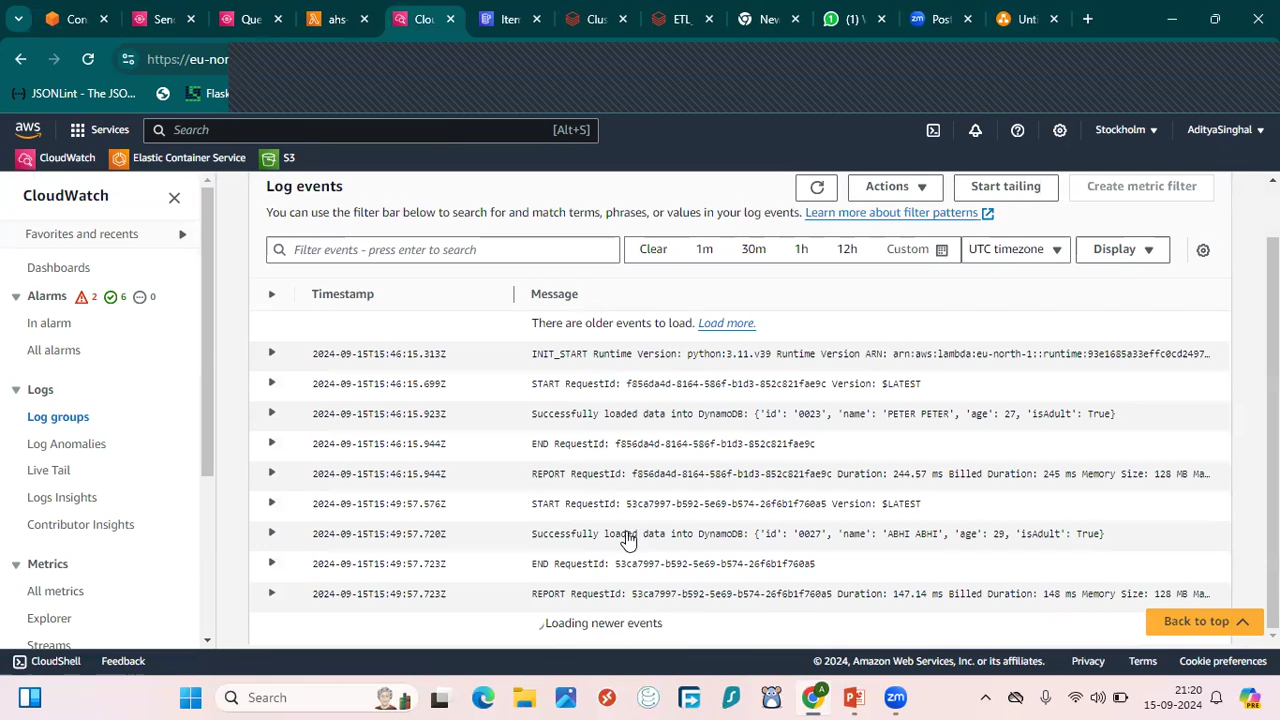 Con
Sen
Que
ahs-
Clou
Iten
Clus
ETL_
New
(1) \
Post
Unti
https://eu-nor
JSONLint - The JSO...
Flask
aws
Services
Search
[Alt+S]
Stockholm
AdityaSinghal
CloudWatch
Elastic Container Service
S3
CloudWatch
Favorites and recents
Dashboards
Alarms 2 6 0
In alarm
All alarms
Logs
Log groups
Log Anomalies
Live Tail
Logs Insights
Contributor Insights
Metrics
All metrics
Explorer
Streams
Log events
Actions
Start tailing
Create metric filter
You can use the filter bar below to search for and match terms, phrases, or values in your log events. Learn more about filter patterns
Filter events - press enter to search
Clear 1m 30m 1h 12h Custom
UTC timezone
Display
Timestamp Message
There are older events to load. Load more.
2024-09-15T15:46:15.313Z INIT_START Runtime Version: python:3.11.v39 Runtime Version ARN: arn:aws:lambda:eu-north-1::runtime:93e1685a33effc0cd2497…
2024-09-15T15:46:15.699Z START RequestId: f856da4d-8164-586f-b1d3-852c821fae9c Version: $LATEST
2024-09-15T15:46:15.923Z Successfully loaded data into DynamoDB: {'id': '0023', 'name': 'PETER PETER', 'age': 27, 'isAdult': True}
2024-09-15T15:46:15.944Z END RequestId: f856da4d-8164-586f-b1d3-852c821fae9c
2024-09-15T15:46:15.944Z REPORT RequestId: f856da4d-8164-586f-b1d3-852c821fae9c Duration: 244.57 ms Billed Duration: 245 ms Memory Size: 128 MB Ma…
2024-09-15T15:49:57.576Z START RequestId: 53ca7997-b592-5e69-b574-26f6b1f760a5 Version: $LATEST
2024-09-15T15:49:57.720Z Successfully loaded data into DynamoDB: {'id': '0027', 'name': 'ABHI ABHI', 'age': 29, 'isAdult': True}
2024-09-15T15:49:57.723Z END RequestId: 53ca7997-b592-5e69-b574-26f6b1f760a5
2024-09-15T15:49:57.723Z REPORT RequestId: 53ca7997-b592-5e69-b574-26f6b1f760a5 Duration: 147.14 ms Billed Duration: 148 ms Memory Size: 128 MB Ma…
Loading newer events
Back to top
CloudShell
Feedback
© 2024, Amazon Web Services, Inc. or its affiliates.
Privacy
Terms
Cookie preferences
Search
21:20
15-09-2024
PRE